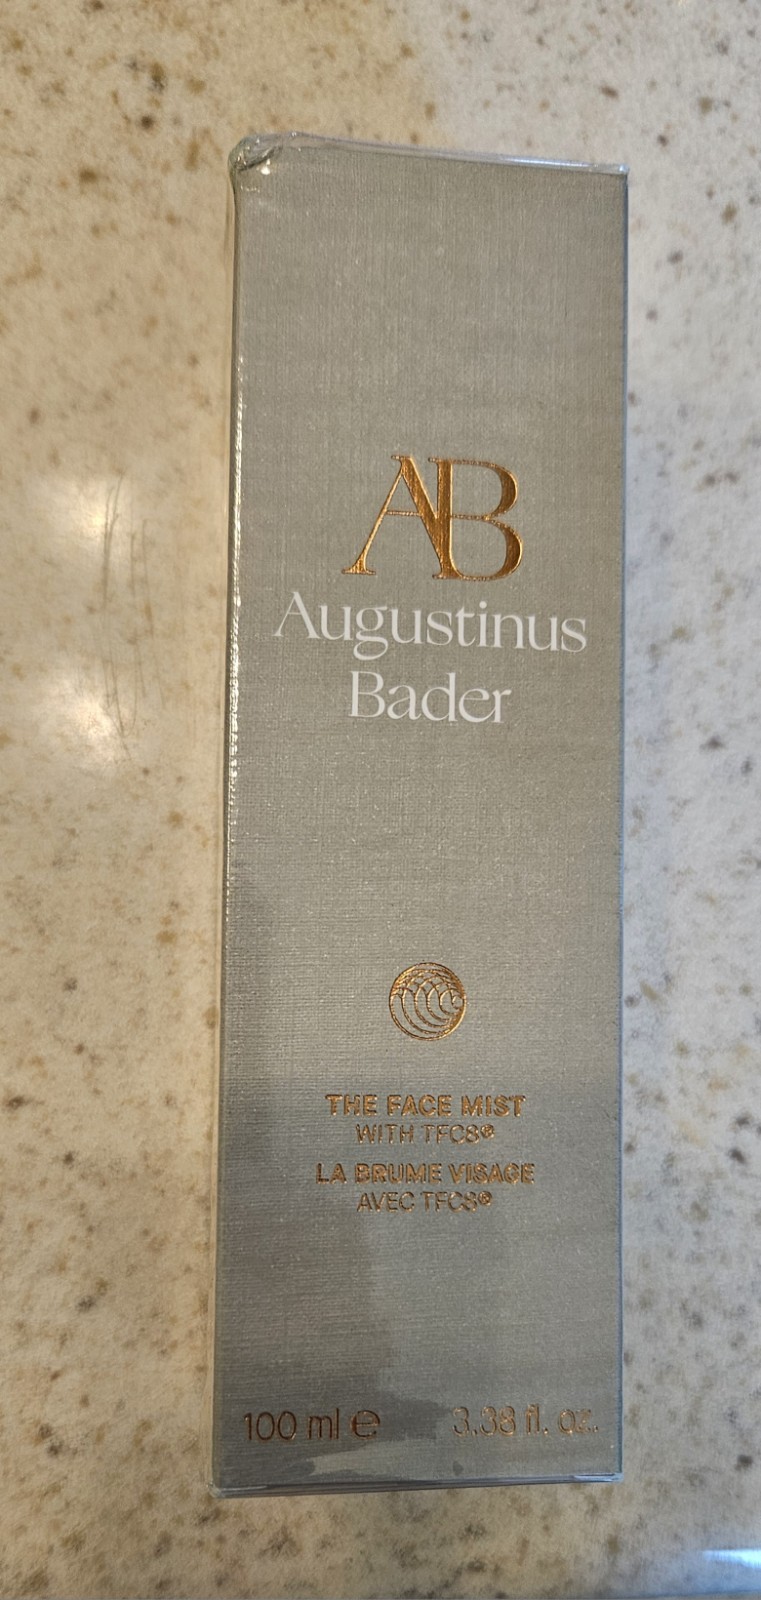 AB
Augustinus
Bader
THE FACE MIST
WITH TFC8®
LA BRUME VISAGE
AVEC TFC8®
100 ml ℮ 3.38 fl. oz.